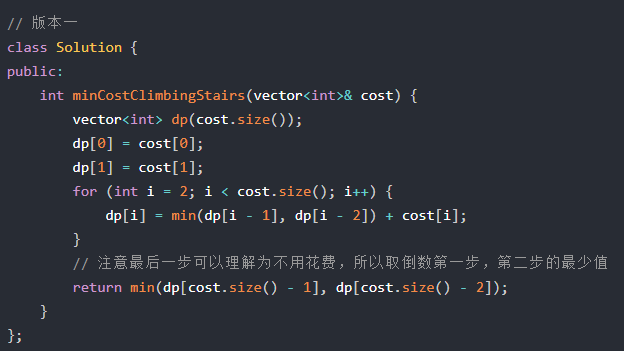 // 版本一
class Solution {
public:
    int minCostClimbingStairs(vector<int>& cost) {
        vector<int> dp(cost.size());
        dp[0] = cost[0];
        dp[1] = cost[1];
        for (int i = 2; i < cost.size(); i++) {
            dp[i] = min(dp[i - 1], dp[i - 2]) + cost[i];
        }
        // 注意最后一步可以理解为不用花费，所以取倒数第一步，第二步的最少值
        return min(dp[cost.size() - 1], dp[cost.size() - 2]);
    }
};